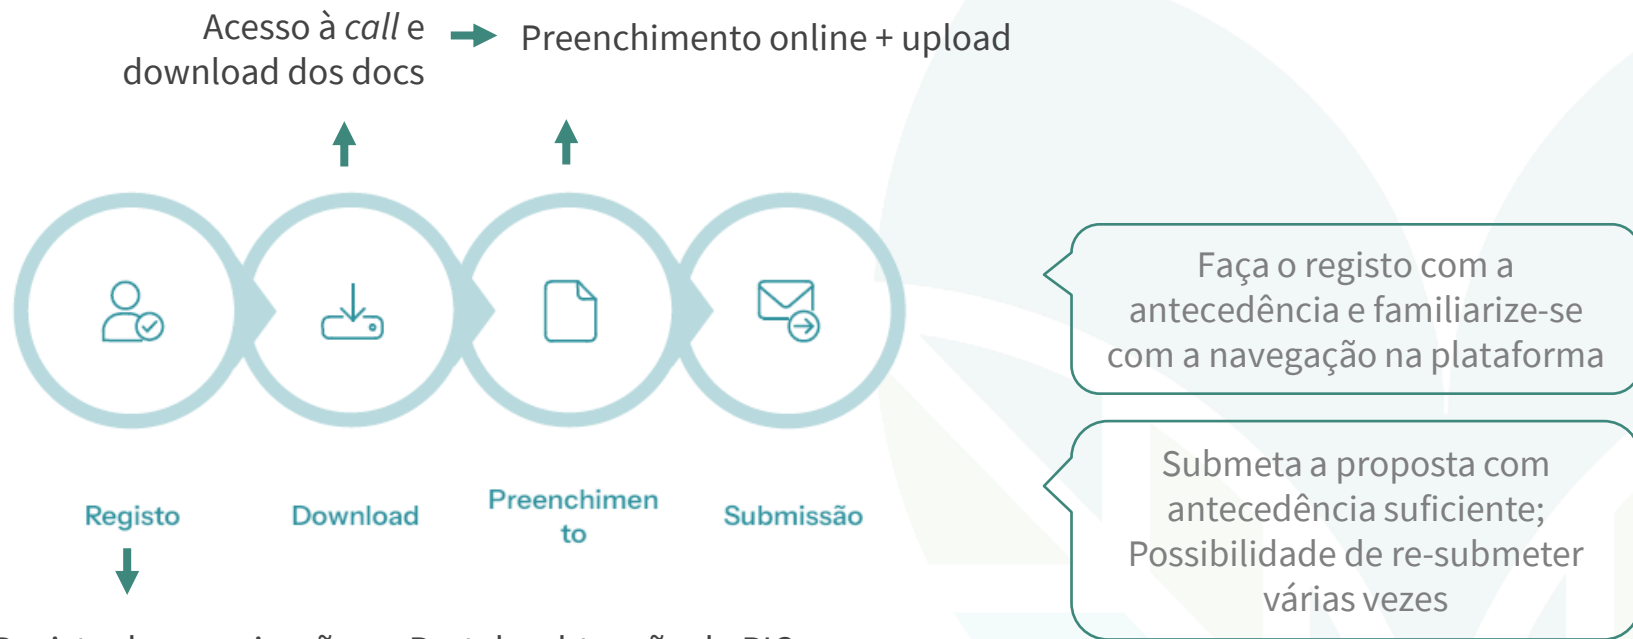 Acesso à call e
download dos docs
Preenchimento online + upload
Faça o registo com a
antecedência e familiarize-se
com a navegação na plataforma
Registo
Download
Preenchimen
to
Submissão
Submeta a proposta com
antecedência suficiente;
Possibilidade de re-submeter
várias vezes